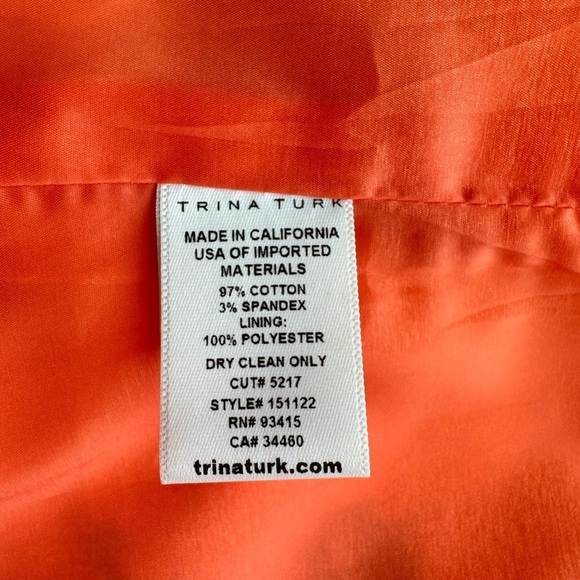 TRINA TURK
MADE IN CALIFORNIA
USA OF IMPORTED
MATERIALS
97% COTTON
3% SPANDEX
LINING:
100% POLYESTER
DRY CLEAN ONLY
CUT# 5217
STYLE# 151122
RN# 93415
CA# 34460
trinaturk.com